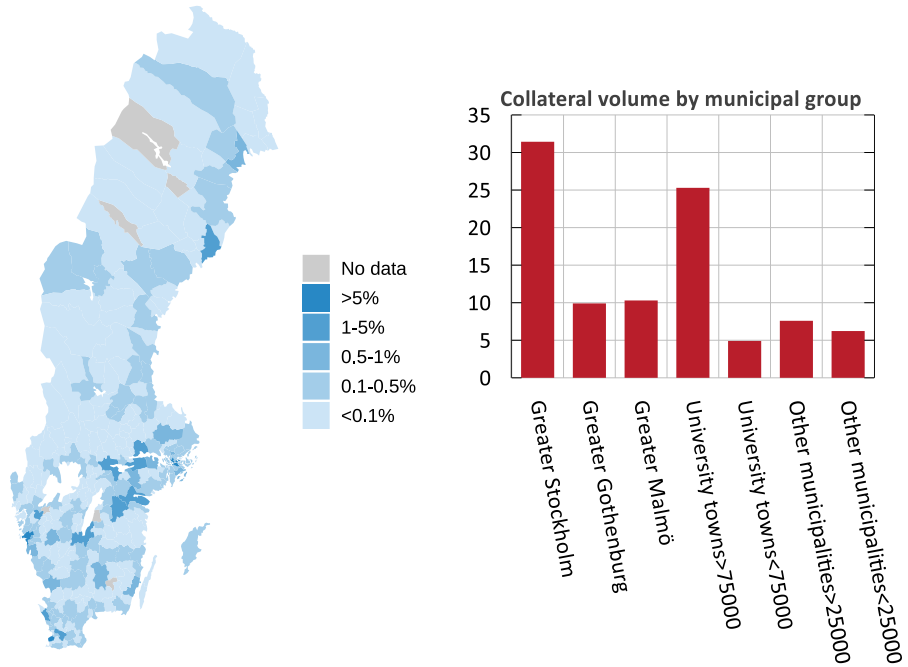 No data
>5%
1-5%
0.5-1%
0.1-0.5%
<0.1%
Collateral volume by municipal group
35
30
25
20
15
10
5
0
Greater Stockholm
Greater Gothenburg
Greater Malmö
University towns>75000
University towns<75000
Other municipalities>25000
Other municipalities<25000